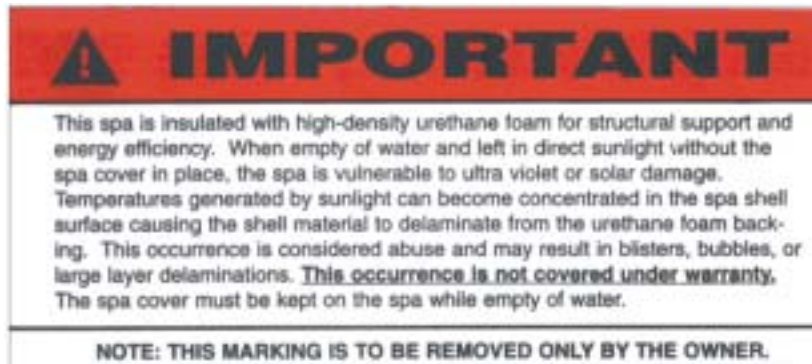 IMPORTANT
This spa is insulated with high-density urethane foam for structural support and
energy efficiency. When empty of water and left in direct sunlight without the
spa cover in place, the spa is vulnerable to ultra violet or solar damage.
Temperatures generated by sunlight can become concentrated in the spa shell
surface causing the shell material to delaminate from the urethane foam back-
ing. This occurrence is considered abuse and may result in blisters, bubbles, or
large layer delaminations. This occurrence is not covered under warranty.
The spa cover must be kept on the spa while empty of water.
NOTE: THIS MARKING IS TO BE REMOVED ONLY BY THE OWNER.